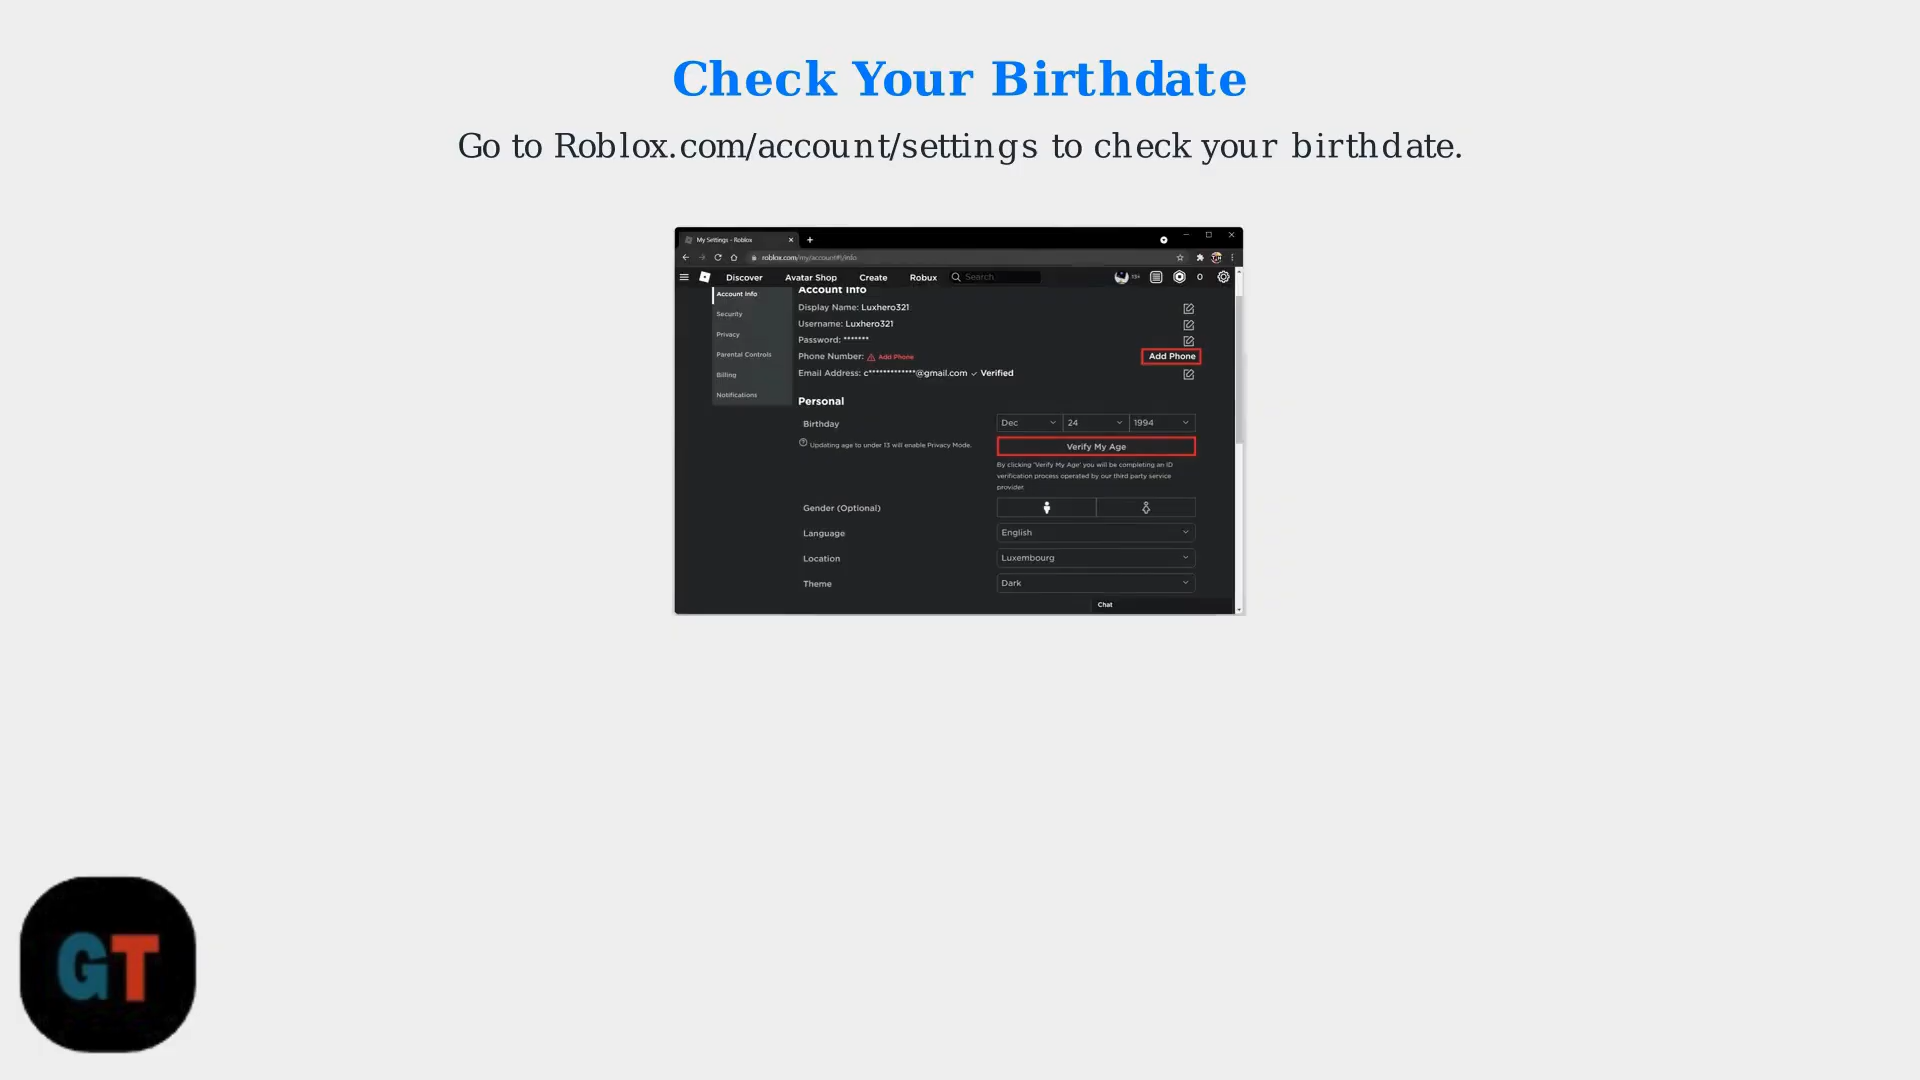 Check Your Birthdate
Go to Roblox.com/account/settings to check your birthdate.
My Settings - Roblox
roblox.com/my/account#!/info
Discover Avatar Shop Create Robux Search 13+ 0
Account Info
Account Info
Display Name: Luxhero321
Security
Username: Luxhero321
Privacy
Password: *******
Parental Controls
Phone Number: Add Phone Add Phone
Billing
Email Address: c*************@gmail.com ✓ Verified
Notifications
Personal
Birthday Dec 24 1994
Updating age to under 13 will enable Privacy Mode.
Verify My Age
By clicking 'Verify My Age' you will be completing an ID
verification process operated by our third party service
provider.
Gender (Optional)
Language English
Location Luxembourg
Theme Dark
Chat
GT